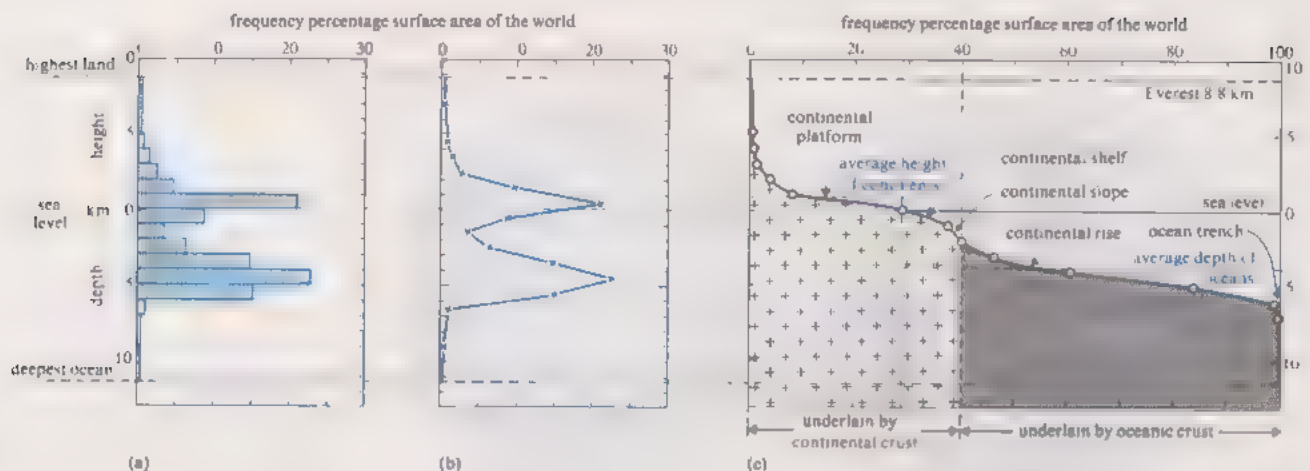 frequency percentage surface area of the world
0 0 20 30
highest land
height
5
sea level
km
0
depth
10
deepest ocean
(a)
0 0 20 30
(b)
frequency percentage surface area of the world
0 20 40 60 80 100
10
Everest 8.8 km
continental platform
5
average height
continental shelf
continental slope
sea level
0
continental rise
ocean trench
average depth of
5
10
underlain by continental crust
underlain by oceanic crust
(c)